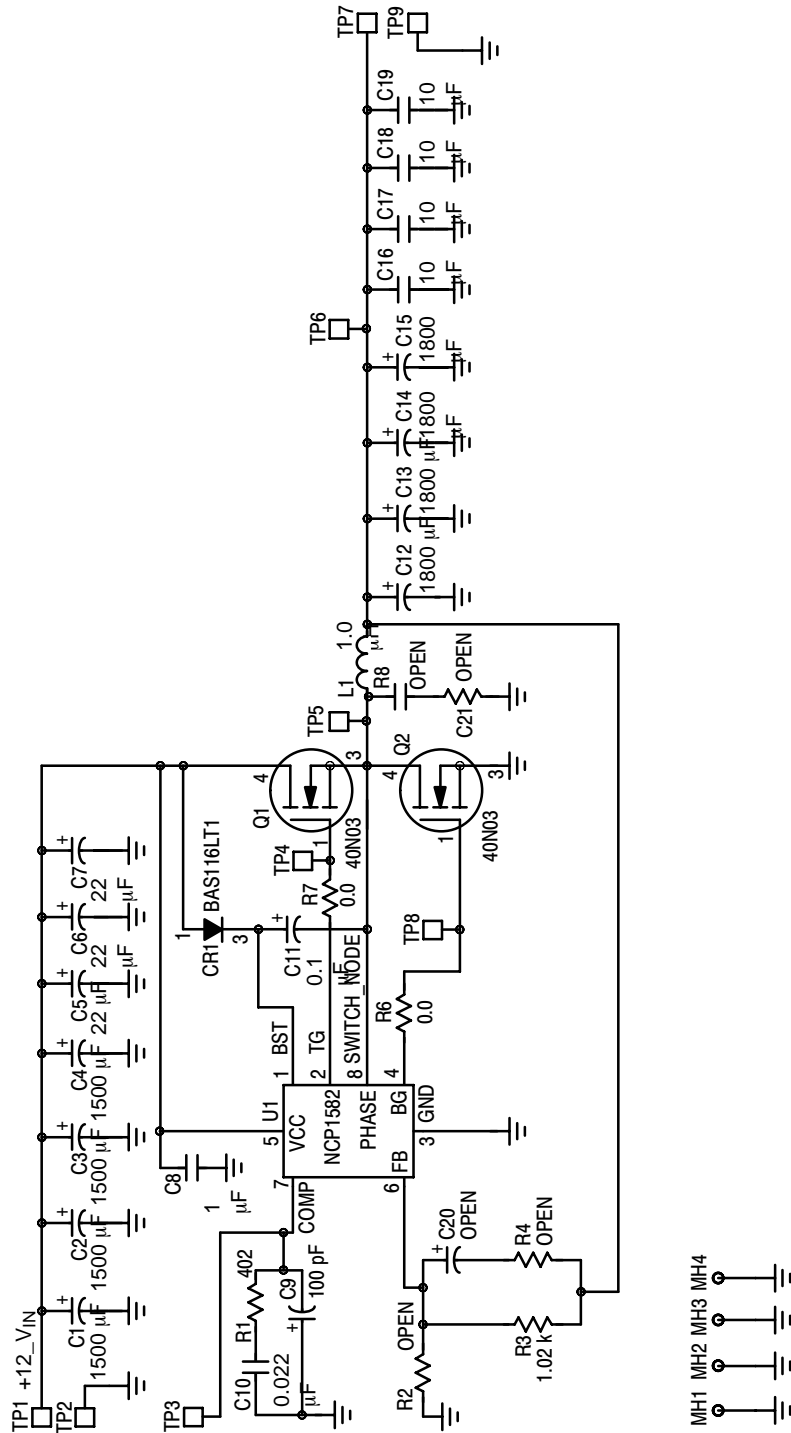 TP1
+12_VIN
TP2
C1
1500 µF
C2
1500 µF
C3
1500 µF
C4
1500 µF
C5
22 µF
C6
22
µF
C7
22
µF
TP3
C10
0.022
µF
R1
402
C9
+
100 pF
C8
1
µF
7
COMP
5
VCC
U1
NCP1582
PHASE
1
BST
2
TG
8
SWITCH_NODE
4
BG
3
GND
6
FB
1
CR1
BAS116LT1
3
C11
+
0.1
µF
R7
0.0
TP4
1
Q1
4
3
40N03
TP5
R6
0.0
TP8
1
Q2
4
3
40N03
L1
1.0
µF
R8
OPEN
C21
OPEN
C12
1800 µF
C13
1800 µF
C14
1800
µF
C15
1800
µF
TP6
C16
10
µF
C17
10
µF
C18
10
µF
C19
10
µF
TP7
TP9
R2
OPEN
R3
1.02 k
C20
OPEN
R4
OPEN
MH1 MH2 MH3 MH4